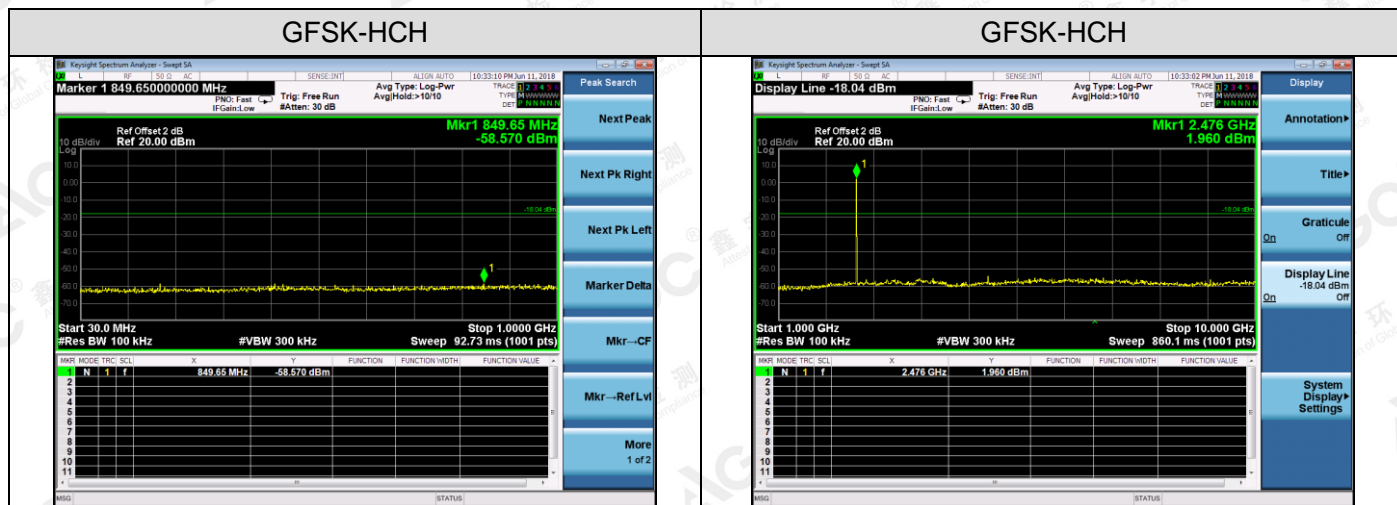 GFSK-HCH
Keysight Spectrum Analyzer - Swept SA
L RF 50 Ω AC SENSE:INT ALIGN AUTO 10:33:10 PM Jun 11, 2018
Marker 1 849.650000000 MHz
PNO: Fast
IFGain:Low
Trig: Free Run
#Atten: 30 dB
Avg Type: Log-Pwr
Avg|Hold:>10/10
TRACE 1 2 3 4 5 6
TYPE M WWWWW
DET P N N N N N
Peak Search
Next Peak
Next Pk Right
Next Pk Left
Marker Delta
Mkr→CF
Mkr→Ref Lvl
More
1 of 2
Mkr1 849.65 MHz
-58.570 dBm
Ref Offset 2 dB
10 dB/div Ref 20.00 dBm
Log
10.0
0.00
-10.0
-20.0
-30.0
-40.0
-50.0
-60.0
-70.0
-18.04 dBm
1
Start 30.0 MHz Stop 1.0000 GHz
#Res BW 100 kHz #VBW 300 kHz Sweep 92.73 ms (1001 pts)
MKR MODE TRC SCL X Y FUNCTION FUNCTION WIDTH FUNCTION VALUE
1 N 1 f 849.65 MHz -58.570 dBm
2
3
4
5
6
7
8
9
10
11
MSG STATUS
GFSK-HCH
Keysight Spectrum Analyzer - Swept SA
L RF 50 Ω AC SENSE:INT ALIGN AUTO 10:33:02 PM Jun 11, 2018
Display Line -18.04 dBm
PNO: Fast
IFGain:Low
Trig: Free Run
#Atten: 30 dB
Avg Type: Log-Pwr
Avg|Hold:>10/10
TRACE 1 2 3 4 5 6
TYPE M WWWWW
DET P N N N N N
Display
Annotation
Title
Graticule
On Off
Display Line
-18.04 dBm
On Off
System
Display
Settings
Mkr1 2.476 GHz
1.960 dBm
Ref Offset 2 dB
10 dB/div Ref 20.00 dBm
Log
10.0
0.00
-10.0
-20.0
-30.0
-40.0
-50.0
-60.0
-70.0
-18.04 dBm
1
Start 1.000 GHz Stop 10.000 GHz
#Res BW 100 kHz #VBW 300 kHz Sweep 860.1 ms (1001 pts)
MKR MODE TRC SCL X Y FUNCTION FUNCTION WIDTH FUNCTION VALUE
1 N 1 f 2.476 GHz 1.960 dBm
2
3
4
5
6
7
8
9
10
11
MSG STATUS